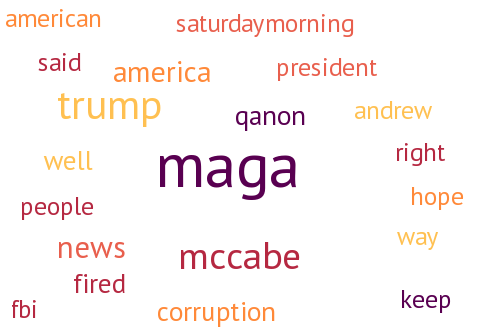 american
saturdaymorning
said
america
president
trump
qanon
andrew
well
maga
right
people
hope
news
mccabe
way
fired
fbi
corruption
keep